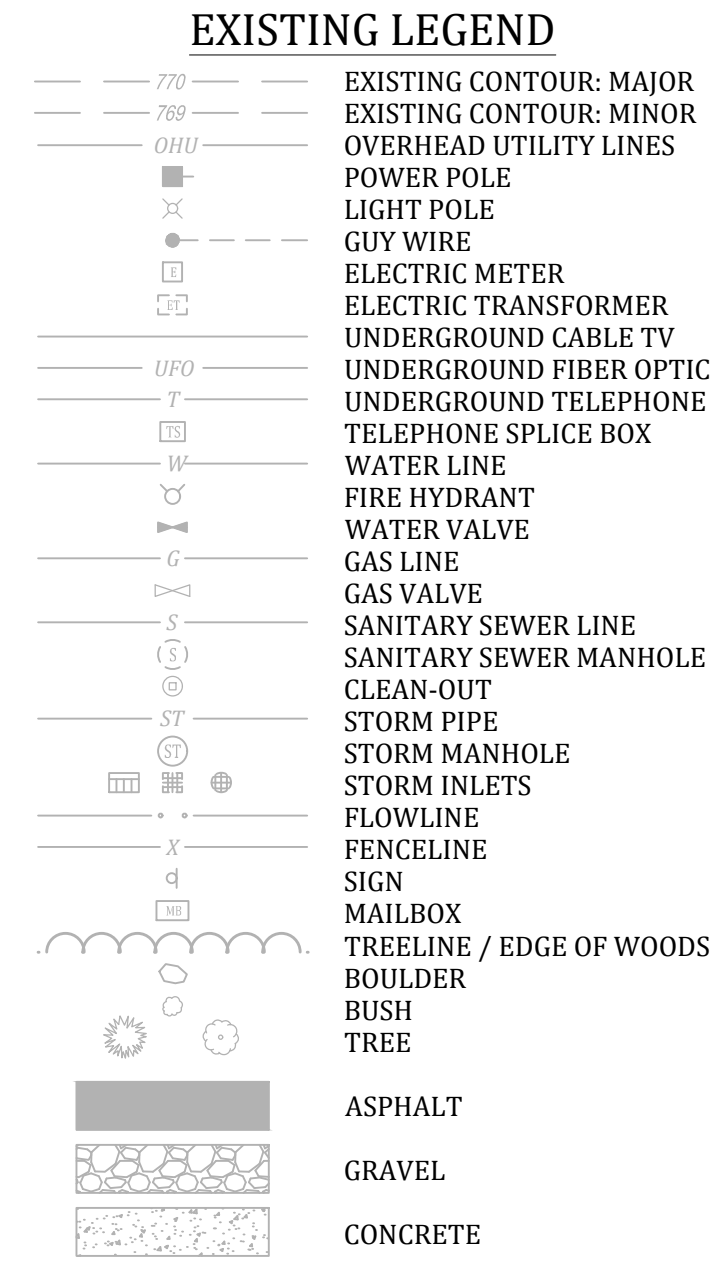 EXISTING LEGEND
770 EXISTING CONTOUR: MAJOR
769 EXISTING CONTOUR: MINOR
OHU OVERHEAD UTILITY LINES
POWER POLE
LIGHT POLE
GUY WIRE
E ELECTRIC METER
ET ELECTRIC TRANSFORMER
UNDERGROUND CABLE TV
UFO UNDERGROUND FIBER OPTIC
T UNDERGROUND TELEPHONE
TS TELEPHONE SPLICE BOX
W WATER LINE
FIRE HYDRANT
WATER VALVE
G GAS LINE
GAS VALVE
S SANITARY SEWER LINE
S SANITARY SEWER MANHOLE
CLEAN-OUT
ST STORM PIPE
ST STORM MANHOLE
STORM INLETS
FLOWLINE
X FENCELINE
SIGN
MB MAILBOX
TREELINE / EDGE OF WOODS
BOULDER
BUSH
TREE
ASPHALT
GRAVEL
CONCRETE